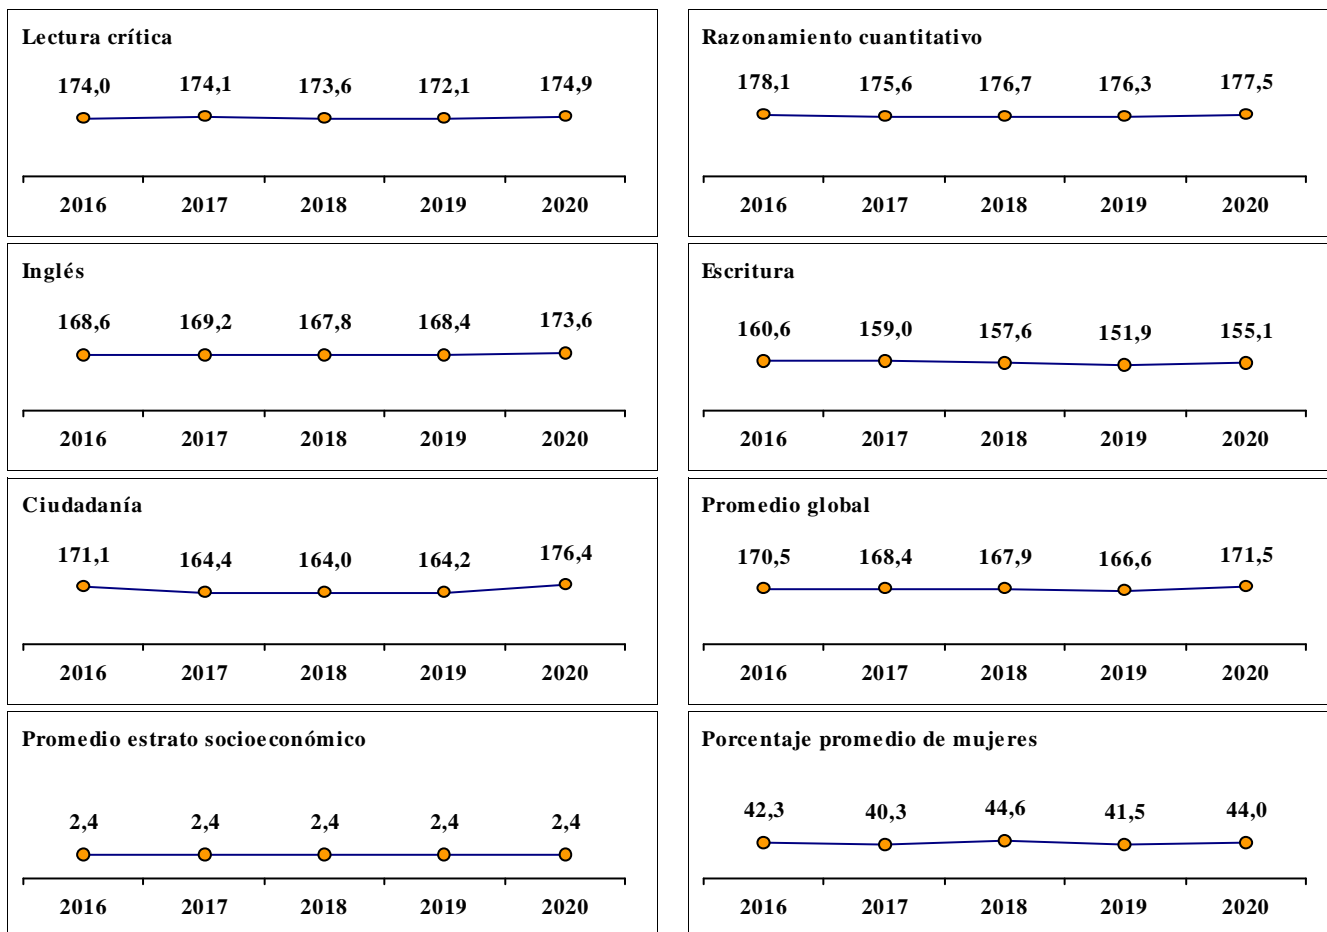 Lectura crítica
174,0 174,1 173,6 172,1 174,9
2016 2017 2018 2019 2020
Razonamiento cuantitativo
178,1 175,6 176,7 176,3 177,5
2016 2017 2018 2019 2020
Inglés
168,6 169,2 167,8 168,4 173,6
2016 2017 2018 2019 2020
Escritura
160,6 159,0 157,6 151,9 155,1
2016 2017 2018 2019 2020
Ciudadanía
171,1 164,4 164,0 164,2 176,4
2016 2017 2018 2019 2020
Promedio global
170,5 168,4 167,9 166,6 171,5
2016 2017 2018 2019 2020
Promedio estrato socioeconómico
2,4 2,4 2,4 2,4 2,4
2016 2017 2018 2019 2020
Porcentaje promedio de mujeres
42,3 40,3 44,6 41,5 44,0
2016 2017 2018 2019 2020